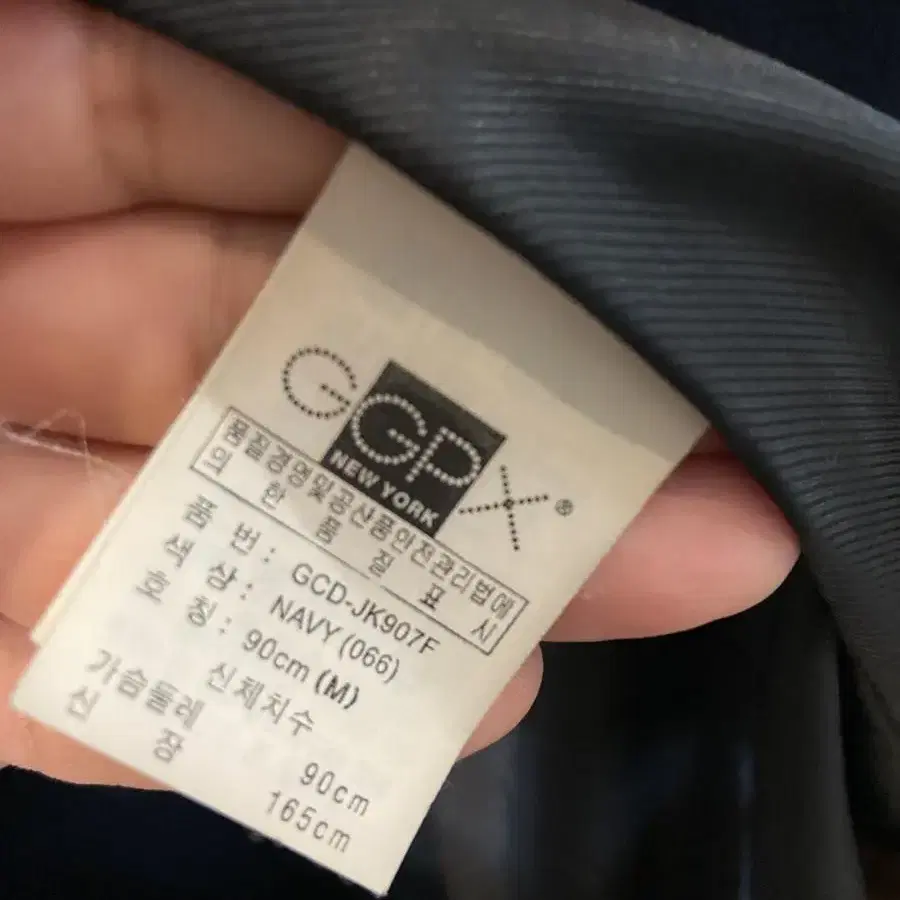 GGPX®
NEW YORK
품질경영및공산품안전관리법에
의한 품질표시
품 번 : GCD-JK907F
색 상 : NAVY (066)
호 칭 : 90cm (M)
신체치수
가슴둘레 90cm
신 장 165cm